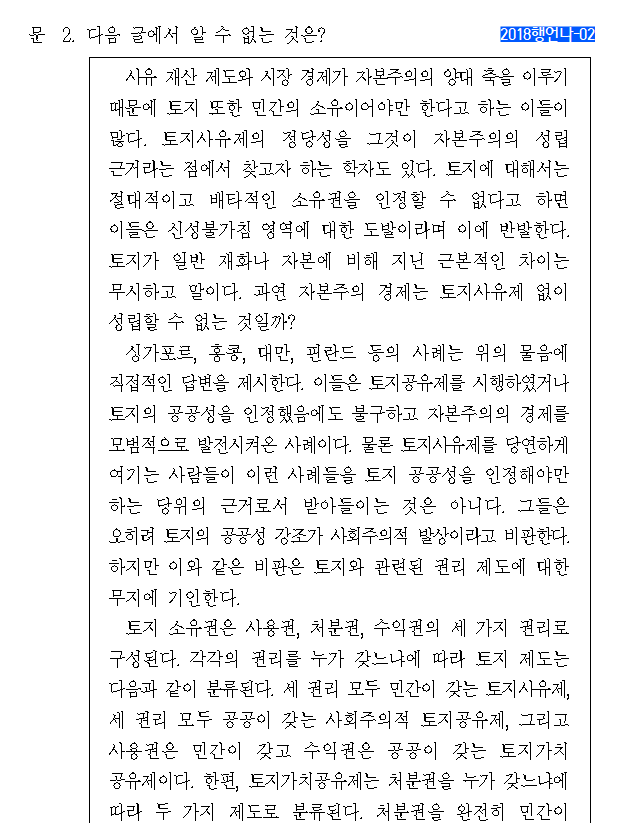 문 2. 다음 글에서 알 수 없는 것은?
2018행언나-02
사유 재산 제도와 시장 경제가 자본주의의 양대 축을 이루기
때문에 토지 또한 민간의 소유이어야만 한다고 하는 이들이
많다. 토지사유제의 정당성을 그것이 자본주의의 성립
근거라는 점에서 찾고자 하는 학자도 있다. 토지에 대해서는
절대적이고 배타적인 소유권을 인정할 수 없다고 하면
이들은 신성불가침 영역에 대한 도발이라며 이에 반발한다.
토지가 일반 재화나 자본에 비해 지닌 근본적인 차이는
무시하고 말이다. 과연 자본주의 경제는 토지사유제 없이
성립할 수 없는 것일까?
싱가포르, 홍콩, 대만, 핀란드 등의 사례는 위의 물음에
직접적인 답변을 제시한다. 이들은 토지공유제를 시행하였거나
토지의 공공성을 인정했음에도 불구하고 자본주의의 경제를
모범적으로 발전시켜온 사례이다. 물론 토지사유제를 당연하게
여기는 사람들이 이런 사례들을 토지 공공성을 인정해야만
하는 당위의 근거로서 받아들이는 것은 아니다. 그들은
오히려 토지의 공공성 강조가 사회주의적 발상이라고 비판한다.
하지만 이와 같은 비판은 토지와 관련된 권리 제도에 대한
무지에 기인한다.
토지 소유권은 사용권, 처분권, 수익권의 세 가지 권리로
구성된다. 각각의 권리를 누가 갖느냐에 따라 토지 제도는
다음과 같이 분류된다. 세 권리 모두 민간이 갖는 토지사유제,
세 권리 모두 공공이 갖는 사회주의적 토지공유제, 그리고
사용권은 민간이 갖고 수익권은 공공이 갖는 토지가치
공유제이다. 한편, 토지가치공유제는 처분권을 누가 갖느냐에
따라 두 가지 제도로 분류된다. 처분권을 완전히 민간이